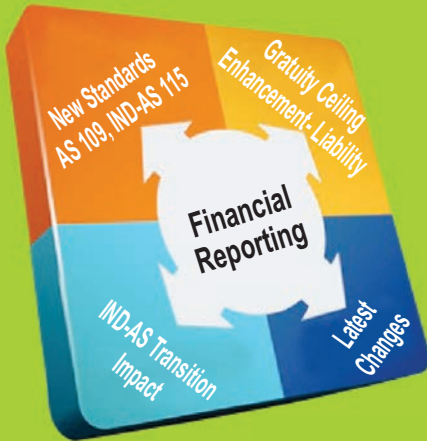 New Standards
AS 109, IND-AS 115
Gratuity Ceiling
Enhancement- Liability
Financial
Reporting
IND-AS Transition
Impact
Latest
Changes